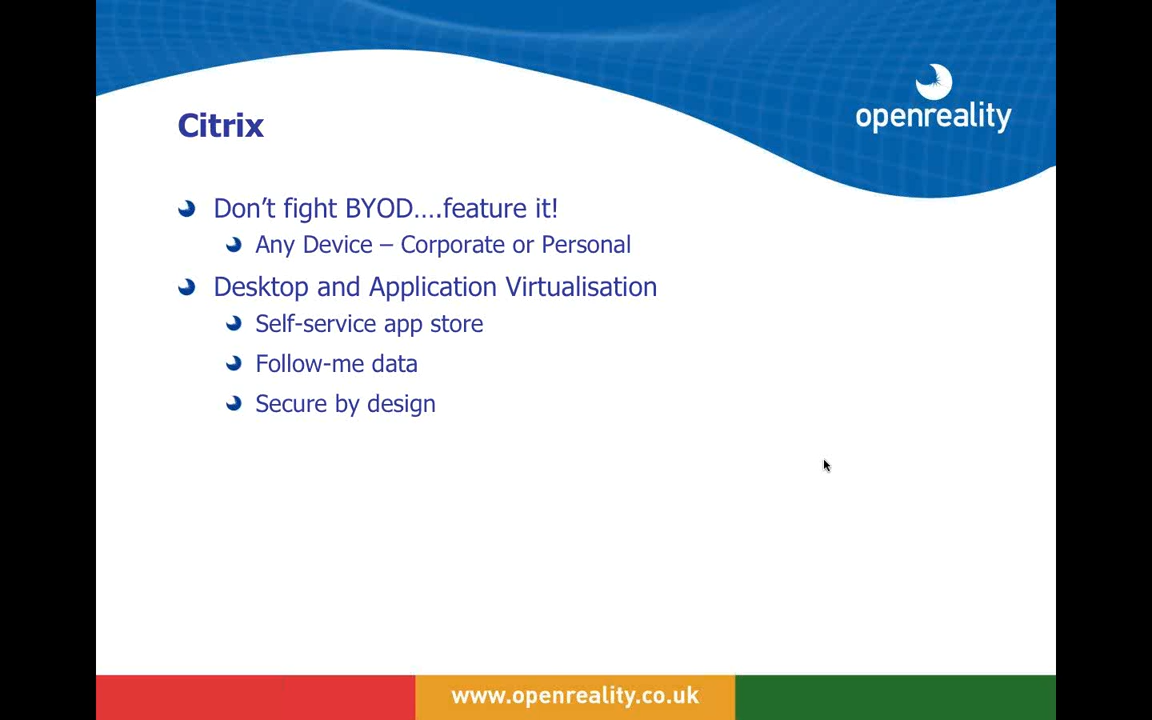 openreality
Citrix
Don’t fight BYOD....feature it!
Any Device – Corporate or Personal
Desktop and Application Virtualisation
Self-service app store
Follow-me data
Secure by design
www.openreality.co.uk